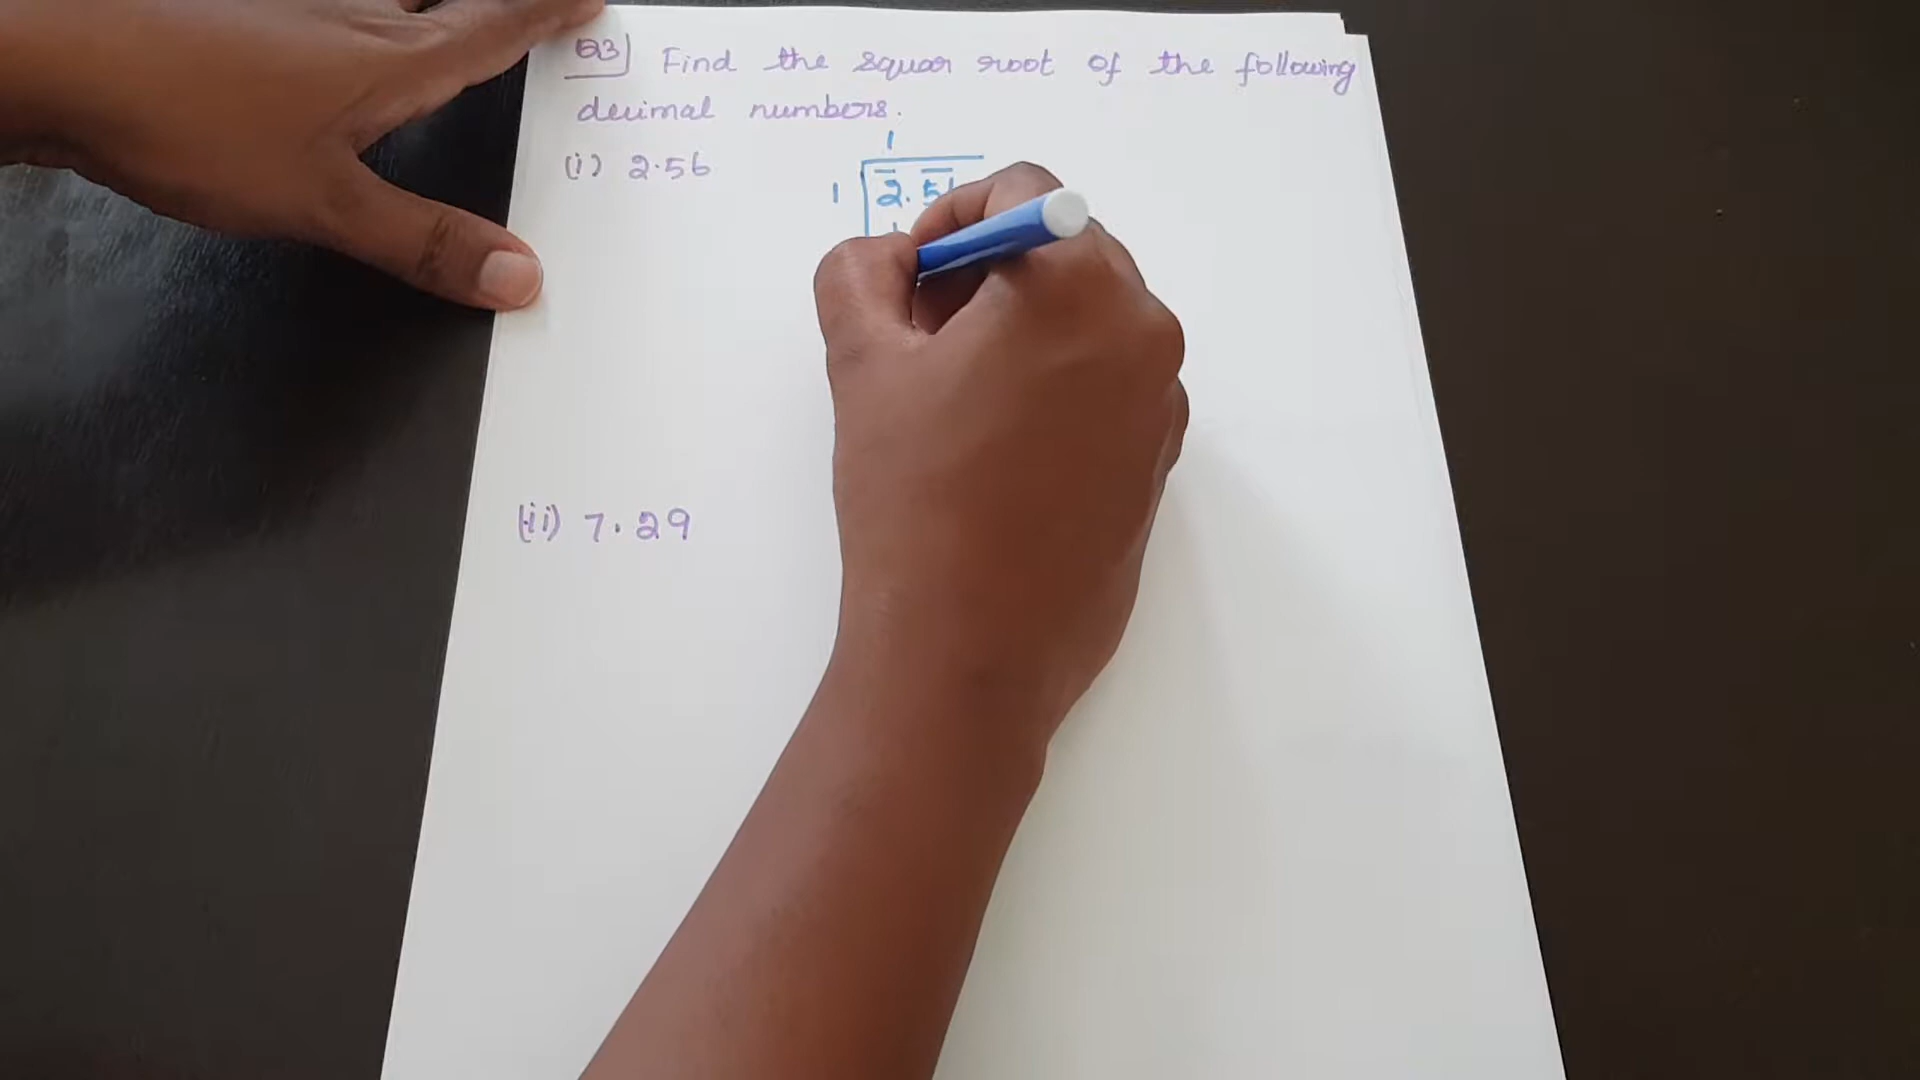 Q3 Find the squar root of the following
decimal numbers.
(i) 2.56
1
1 2.5
1
(ii) 7.29